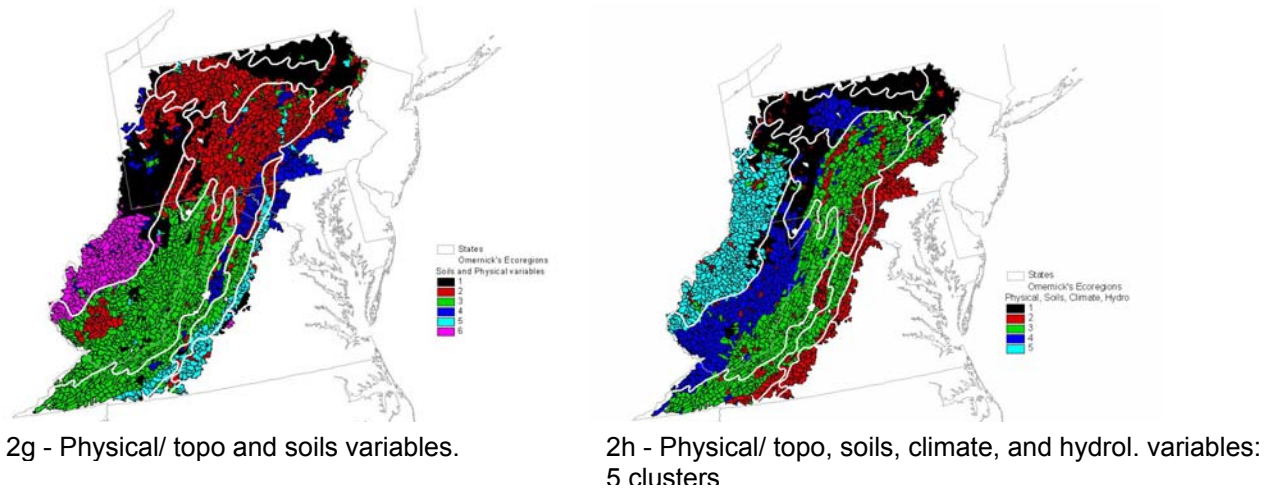 States
Omernick's Ecoregions
Soils and Physical variables
1
2
3
4
5
6
States
Omernick's Ecoregions
Physical, Soils, Climate, Hydro
1
2
3
4
5
2g - Physical/ topo and soils variables.
2h - Physical/ topo, soils, climate, and hydrol. variables:
5 clusters